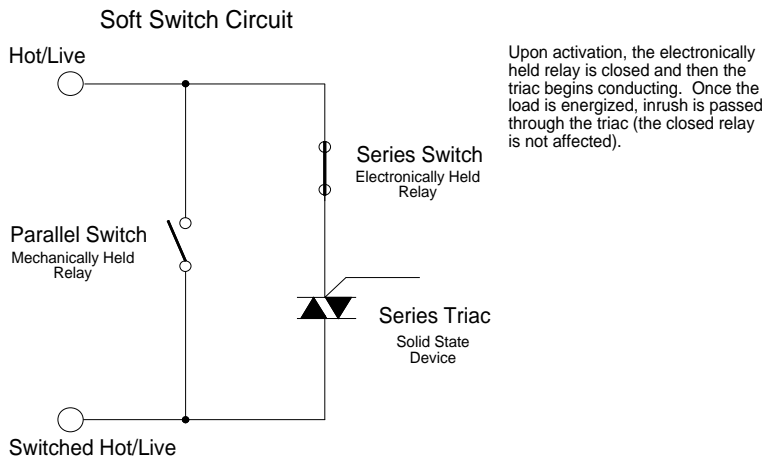 Soft Switch Circuit
Hot/Live
Upon activation, the electronically
held relay is closed and then the
triac begins conducting.  Once the
load is energized, inrush is passed
through the triac (the closed relay
is not affected).
Series Switch
Electronically Held
Relay
Parallel Switch
Mechanically Held
Relay
Series Triac
Solid State
Device
Switched Hot/Live